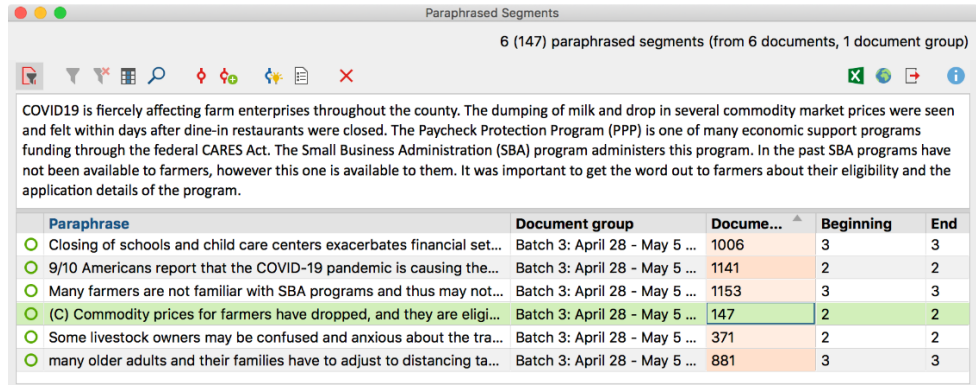 Paraphrased Segments
6 (147) paraphrased segments (from 6 documents, 1 document group)
COVID19 is fiercely affecting farm enterprises throughout the county. The dumping of milk and drop in several commodity market prices were seen
and felt within days after dine-in restaurants were closed. The Paycheck Protection Program (PPP) is one of many economic support programs
funding through the federal CARES Act. The Small Business Administration (SBA) program administers this program. In the past SBA programs have
not been available to farmers, however this one is available to them. It was important to get the word out to farmers about their eligibility and the
application details of the program.
Paraphrase Document group Docume... Beginning End
Closing of schools and child care centers exacerbates financial set... Batch 3: April 28 - May 5 ... 1006 3 3
9/10 Americans report that the COVID-19 pandemic is causing the... Batch 3: April 28 - May 5 ... 1141 2 2
Many farmers are not familiar with SBA programs and thus may not... Batch 3: April 28 - May 5 ... 1153 3 3
(C) Commodity prices for farmers have dropped, and they are eligi... Batch 3: April 28 - May 5 ... 147 2 2
Some livestock owners may be confused and anxious about the tra... Batch 3: April 28 - May 5 ... 371 2 2
many older adults and their families have to adjust to distancing ta... Batch 3: April 28 - May 5 ... 881 3 3